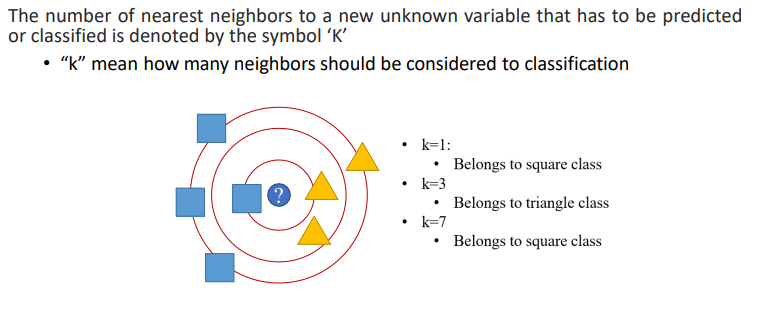 The number of nearest neighbors to a new unknown variable that has to be predicted
or classified is denoted by the symbol ‘K’
• “k” mean how many neighbors should be considered to classification
?
• k=1:
• Belongs to square class
• k=3
• Belongs to triangle class
• k=7
• Belongs to square class